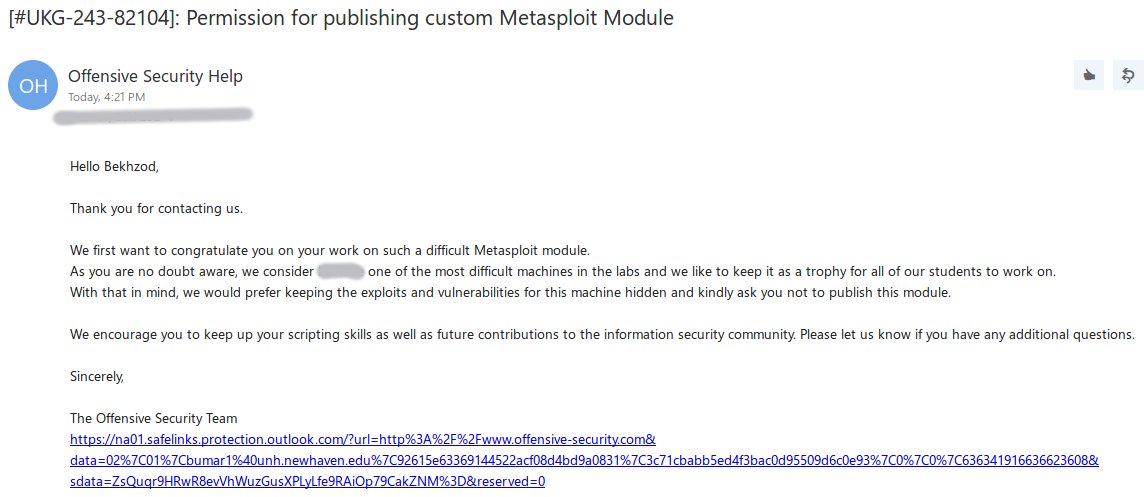 [#UKG-243-82104]: Permission for publishing custom Metasploit Module
OH
Offensive Security Help
Today, 4:21 PM
Hello Bekhzod,
Thank you for contacting us.
We first want to congratulate you on your work on such a difficult Metasploit module.
As you are no doubt aware, we consider one of the most difficult machines in the labs and we like to keep it as a trophy for all of our students to work on.
With that in mind, we would prefer keeping the exploits and vulnerabilities for this machine hidden and kindly ask you not to publish this module.
We encourage you to keep up your scripting skills as well as future contributions to the information security community. Please let us know if you have any additional questions.
Sincerely,
The Offensive Security Team
https://na01.safelinks.protection.outlook.com/?url=http%3A%2F%2Fwww.offensive-security.com&
data=02%7C01%7Cbumar1%40unh.newhaven.edu%7C92615e63369144522acf08d4bd9a0831%7C3c71cbabb5ed4f3bac0d95509d6c0e93%7C0%7C0%7C636341916636623608&
sdata=ZsQuqr9HRwR8evVhWuzGusXPLyLfe9RAiOp79CakZNM%3D&reserved=0